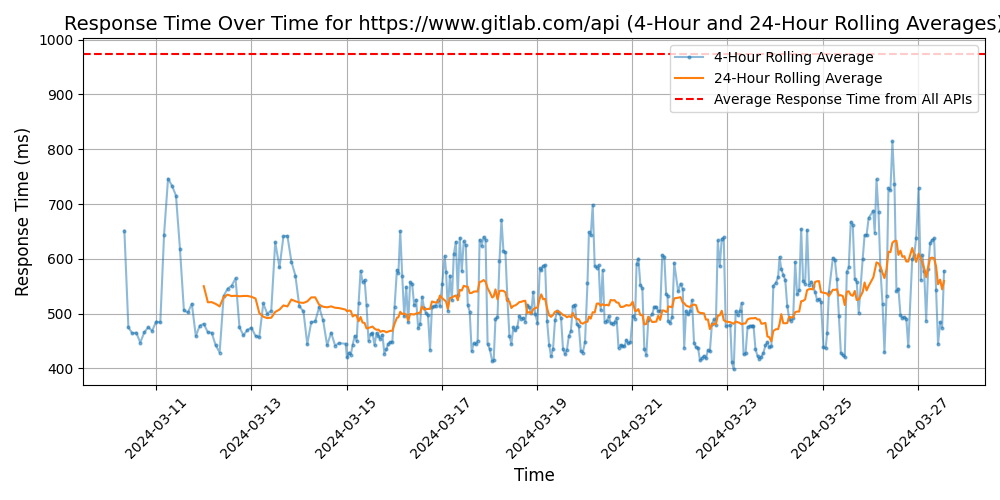 Response Time Over Time for https://www.gitlab.com/api (4-Hour and 24-Hour Rolling Averages)
4-Hour Rolling Average
24-Hour Rolling Average
Average Response Time from All APIs
Response Time (ms)
1000
900
800
700
600
500
400
2024-03-11
2024-03-13
2024-03-15
2024-03-17
2024-03-19
2024-03-21
2024-03-23
2024-03-25
2024-03-27
Time